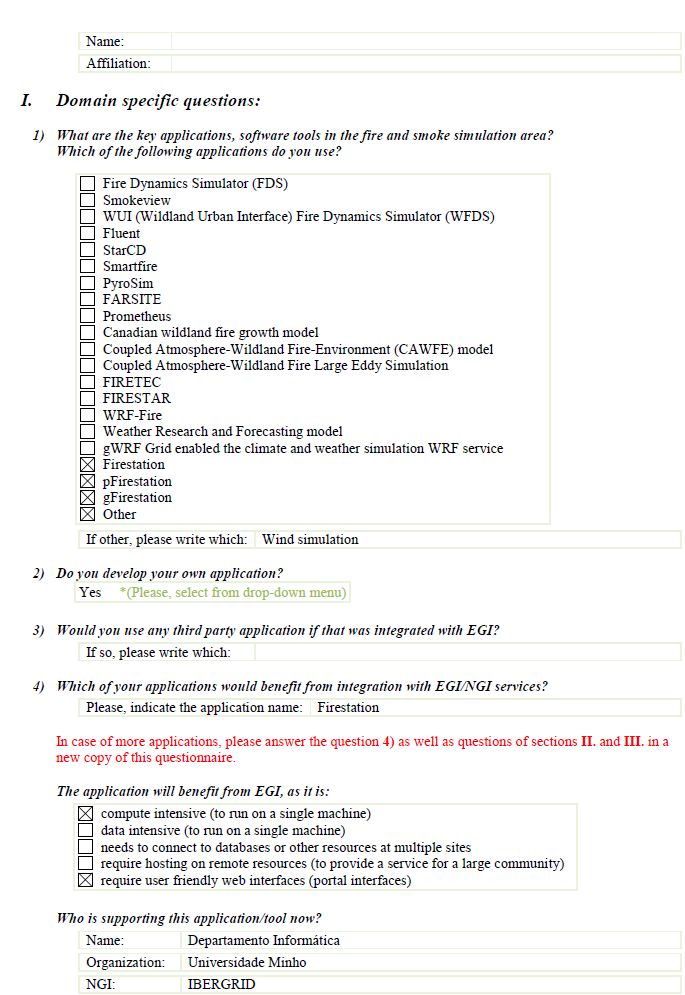 Name:
Affiliation:
I. Domain specific questions:
1) What are the key applications, software tools in the fire and smoke simulation area?
Which of the following applications do you use?
Fire Dynamics Simulator (FDS)
Smokeview
WUI (Wildland Urban Interface) Fire Dynamics Simulator (WFDS)
Fluent
StarCD
Smartfire
PyroSim
FARSITE
Prometheus
Canadian wildland fire growth model
Coupled Atmosphere-Wildland Fire-Environment (CAWFE) model
Coupled Atmosphere-Wildland Fire Large Eddy Simulation
FIRETEC
FIRESTAR
WRF-Fire
Weather Research and Forecasting model
gWRF Grid enabled the climate and weather simulation WRF service
Firestation
pFirestation
gFirestation
Other
If other, please write which: Wind simulation
2) Do you develop your own application?
Yes *(Please, select from drop-down menu)
3) Would you use any third party application if that was integrated with EGI?
If so, please write which:
4) Which of your applications would benefit from integration with EGI/NGI services?
Please, indicate the application name: Firestation
In case of more applications, please answer the question 4) as well as questions of sections II. and III. in a
new copy of this questionnaire.
The application will benefit from EGI, as it is:
compute intensive (to run on a single machine)
data intensive (to run on a single machine)
needs to connect to databases or other resources at multiple sites
require hosting on remote resources (to provide a service for a large community)
require user friendly web interfaces (portal interfaces)
Who is supporting this application/tool now?
Name: Departamento Informática
Organization: Universidade Minho
NGI: IBERGRID